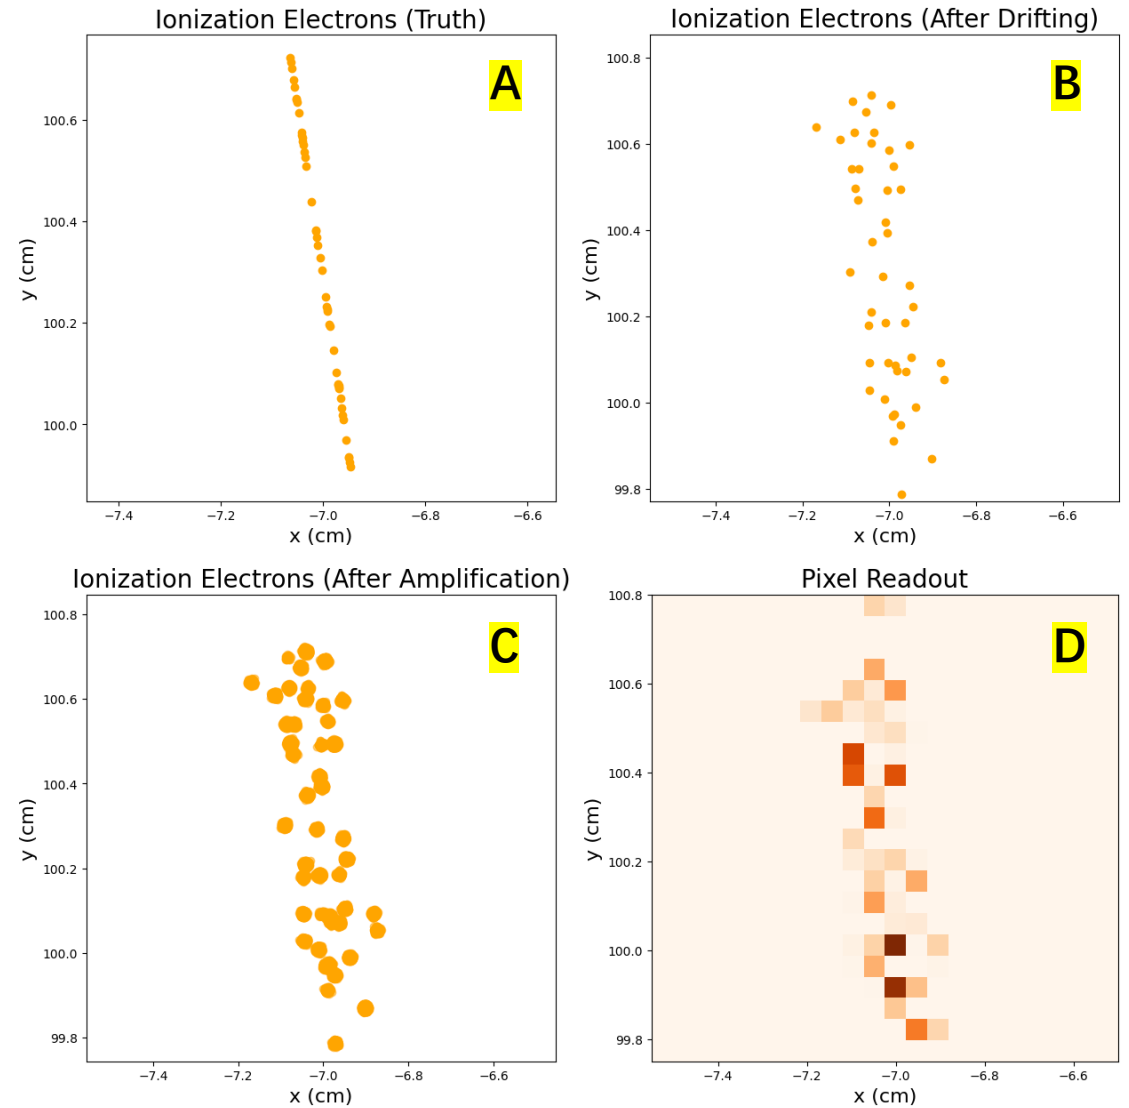 Ionization Electrons (Truth)
A
100.6
100.4
100.2
100.0
y (cm)
−7.4 −7.2 −7.0 −6.8 −6.6
x (cm)
Ionization Electrons (After Drifting)
B
100.8
100.6
100.4
100.2
100.0
99.8
y (cm)
−7.4 −7.2 −7.0 −6.8 −6.6
x (cm)
Ionization Electrons (After Amplification)
C
100.8
100.6
100.4
100.2
100.0
99.8
y (cm)
−7.4 −7.2 −7.0 −6.8 −6.6
x (cm)
Pixel Readout
D
100.8
100.6
100.4
100.2
100.0
99.8
y (cm)
−7.4 −7.2 −7.0 −6.8 −6.6
x (cm)